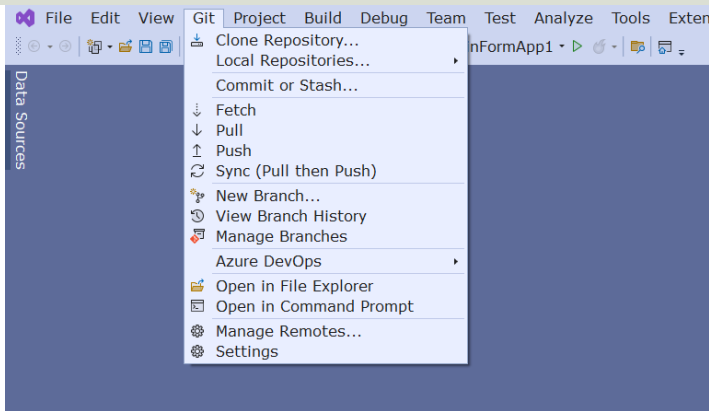 File Edit View Git Project Build Debug Team Test Analyze Tools
Clone Repository...
nFormApp1
Local Repositories...
Commit or Stash...
Data Sources
Fetch
Pull
Push
Sync (Pull then Push)
New Branch...
View Branch History
Manage Branches
Azure DevOps
Open in File Explorer
Open in Command Prompt
Manage Remotes...
Settings